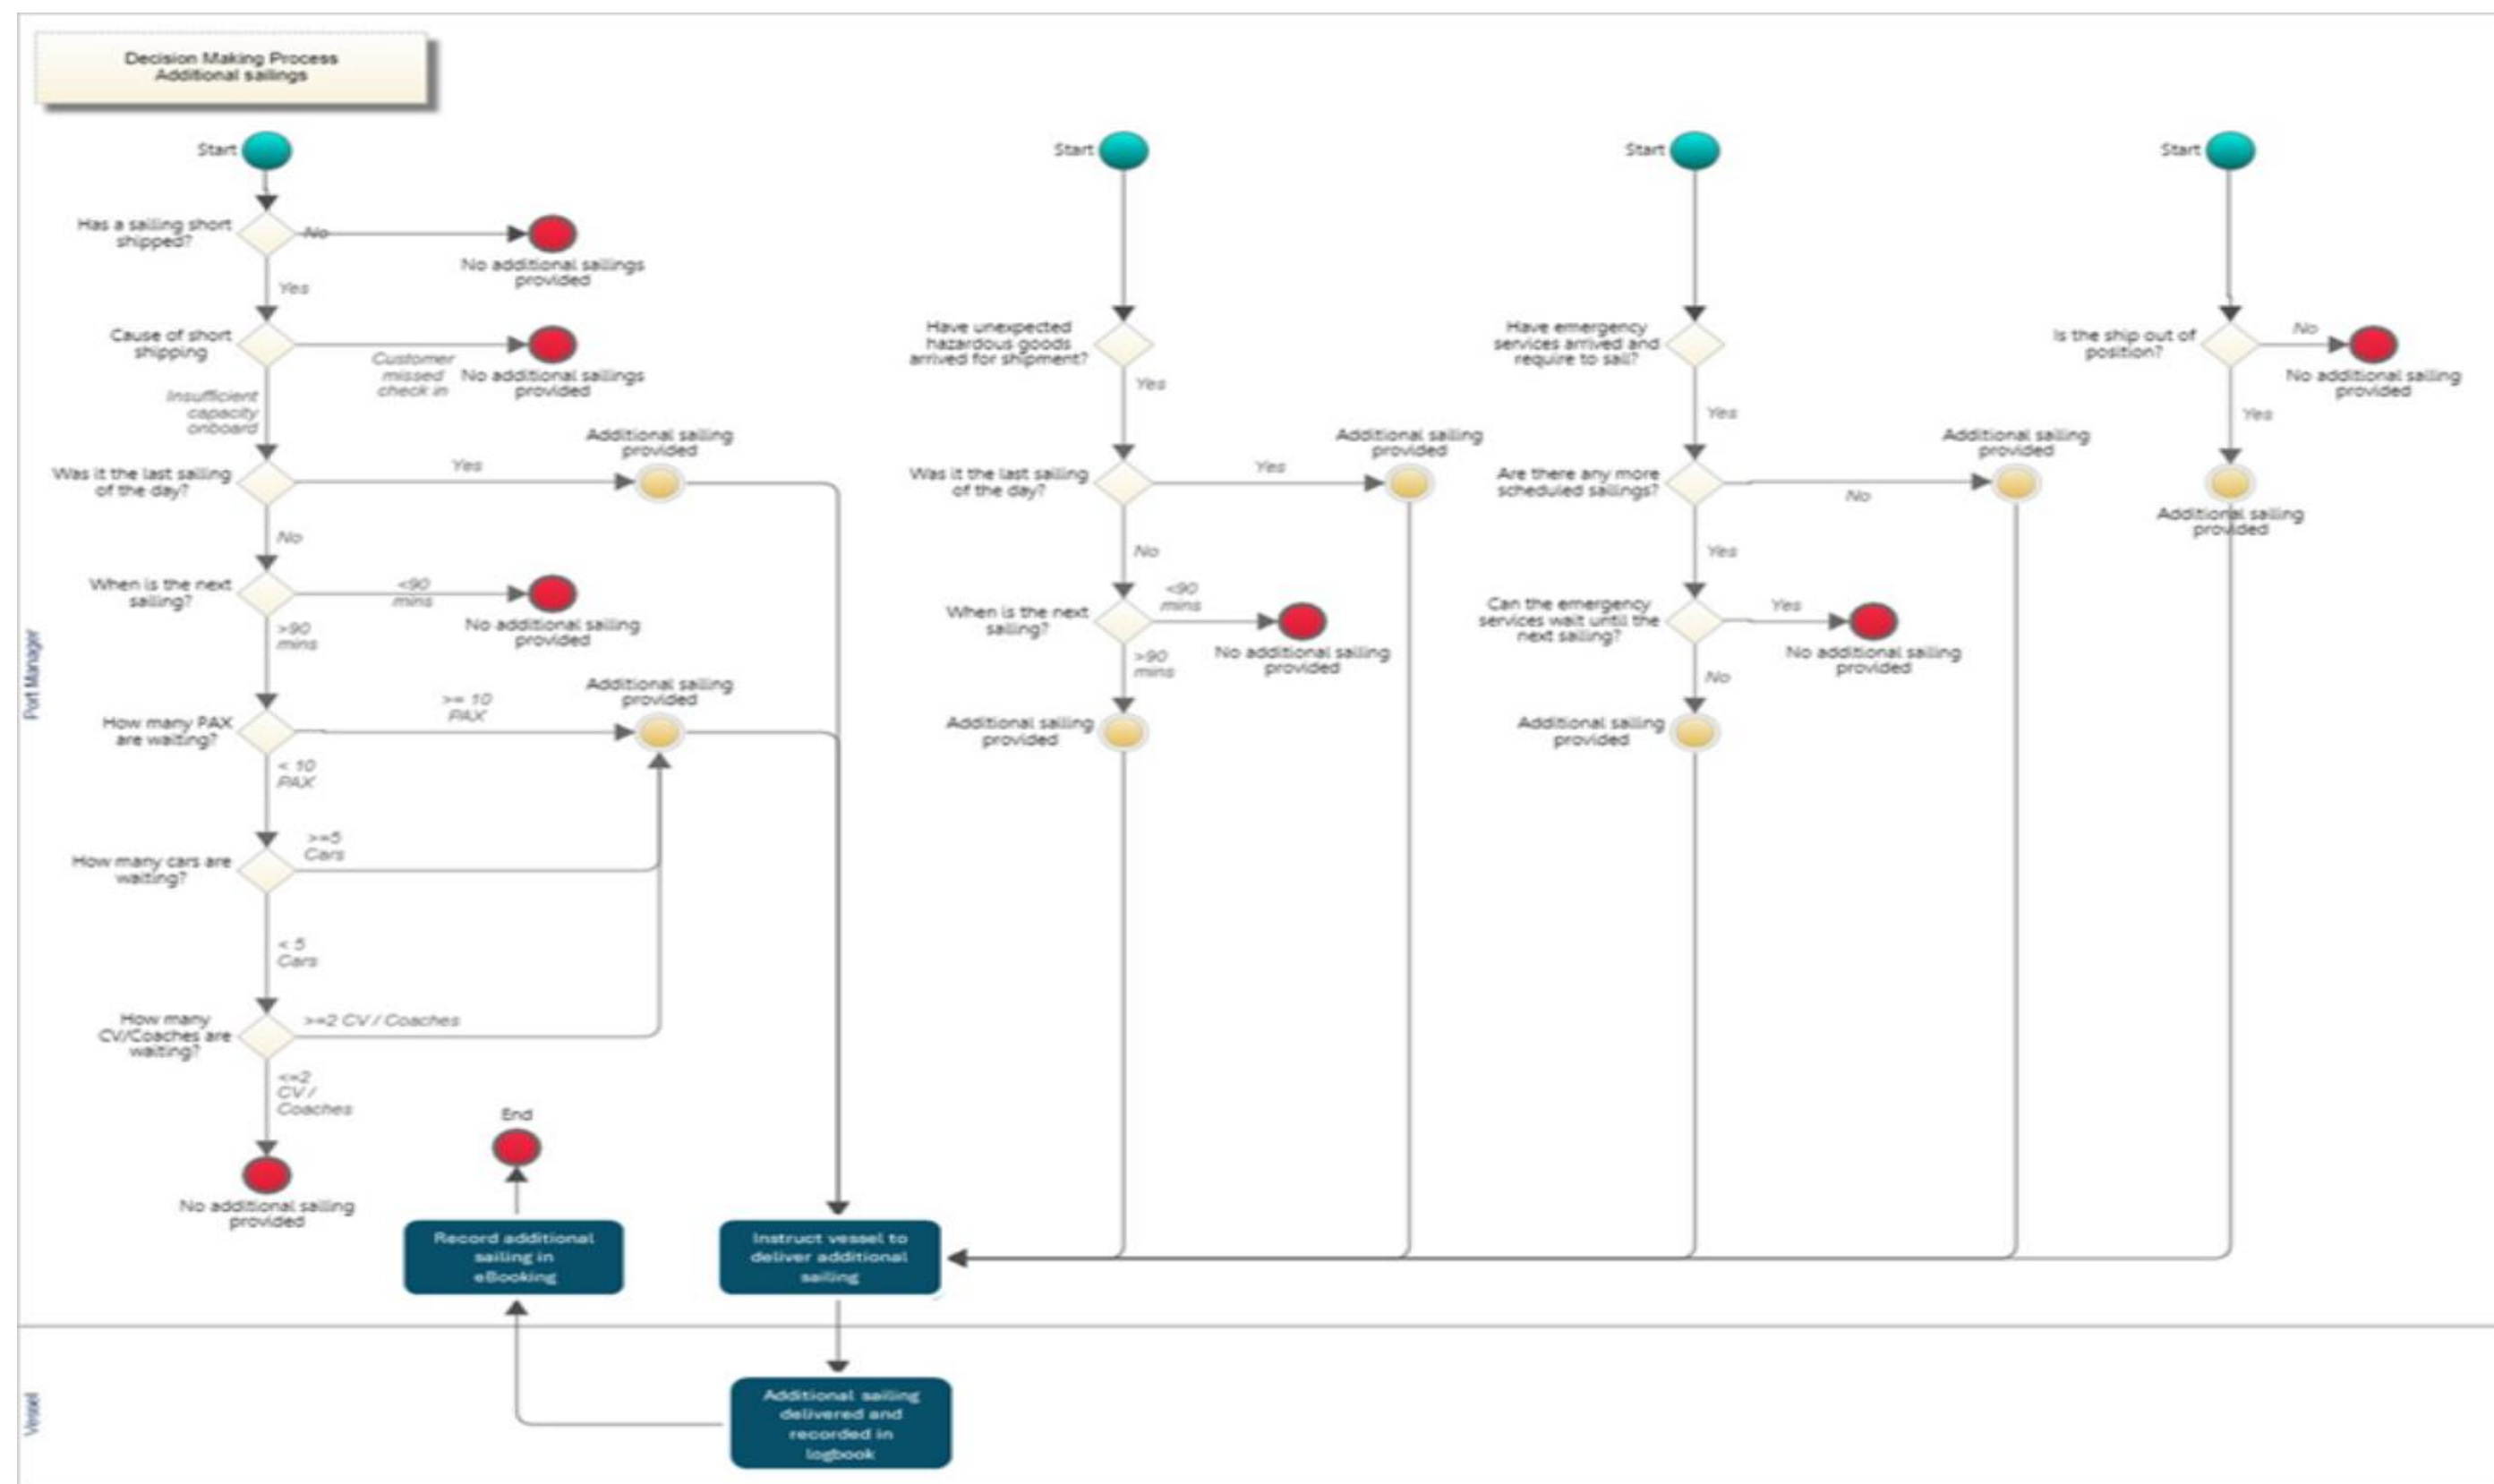 Decision Making Process
Additional sailings
Start
Has a sailing short
shipped?
No
No additional sailings
provided
Yes
Cause of short
shipping
Customer
missed
check in
No additional sailings
provided
Insufficient
capacity
onboard
Was it the last sailing
of the day?
Yes
Additional sailing
provided
No
When is the next
sailing?
<90
mins
No additional sailing
provided
>90
mins
How many PAX
are waiting?
>= 10
PAX
Additional sailing
provided
< 10
PAX
How many cars are
waiting?
>=5
Cars
< 5
Cars
How many
CV/Coaches are
waiting?
>=2 CV / Coaches
<=2
CV /
Coaches
No additional sailing
provided
Start
Have unexpected
hazardous goods
arrived for shipment?
Yes
Was it the last sailing
of the day?
Yes
Additional sailing
provided
No
When is the next
sailing?
<90
mins
No additional sailing
provided
>90
mins
Additional sailing
provided
Start
Have emergency
services arrived and
require to sail?
Yes
Are there any more
scheduled sailings?
No
Additional sailing
provided
Yes
Can the emergency
services wait until the
next sailing?
Yes
No additional sailing
provided
No
Additional sailing
provided
Start
Is the ship out of
position?
No
No additional sailing
provided
Yes
Additional sailing
provided
End
Record additional
sailing in
eBooking
Instruct vessel to
deliver additional
sailing
Port Manager
Additional sailing
delivered and
recorded in
logbook
Vessel